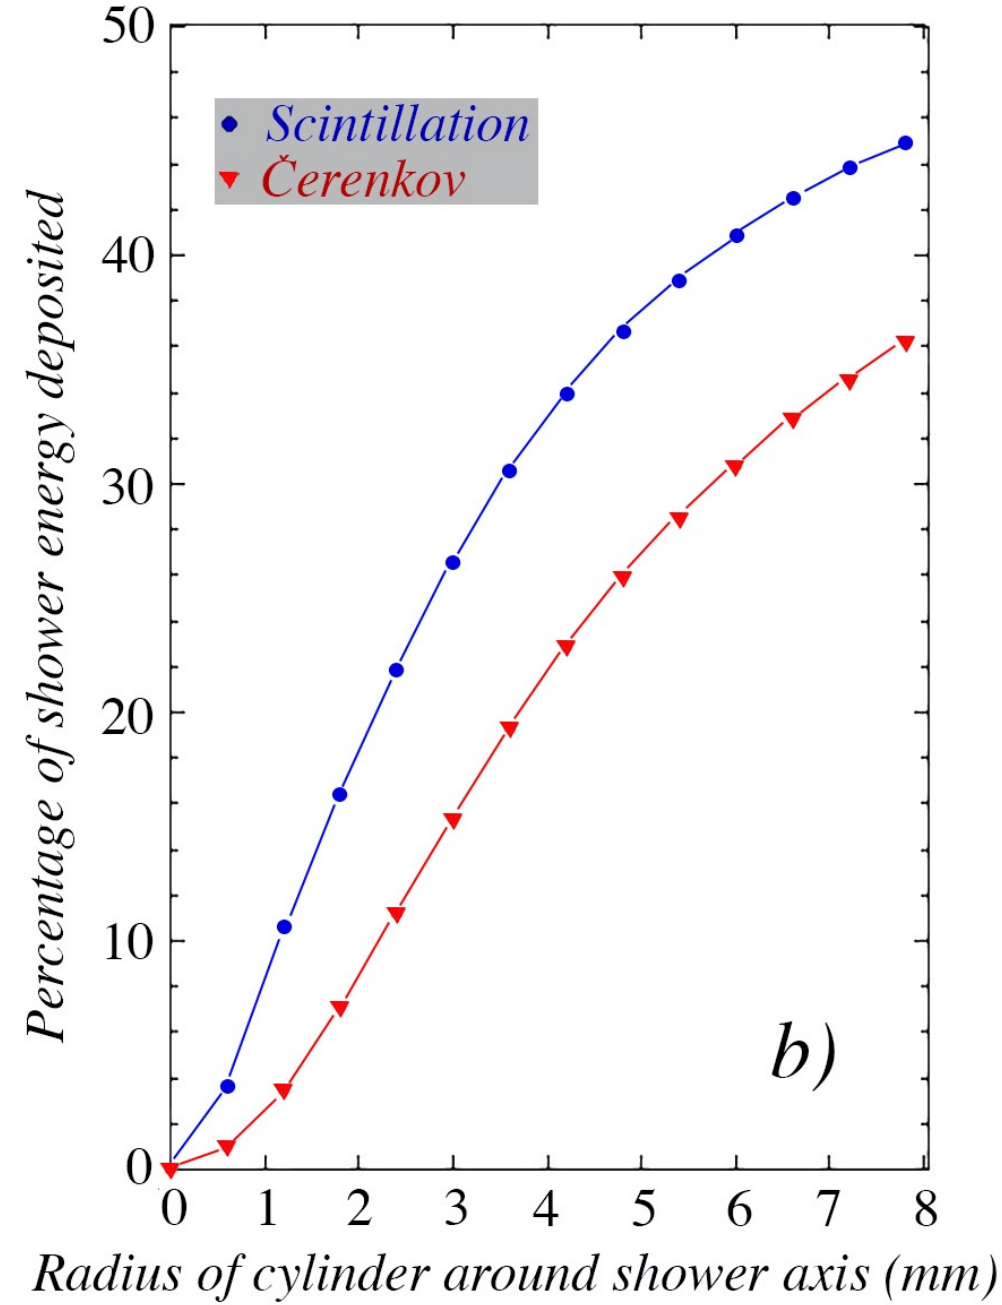 50
Scintillation
Čerenkov
40
30
20
10
0
b)
0 1 2 3 4 5 6 7 8
Radius of cylinder around shower axis (mm)
Percentage of shower energy deposited